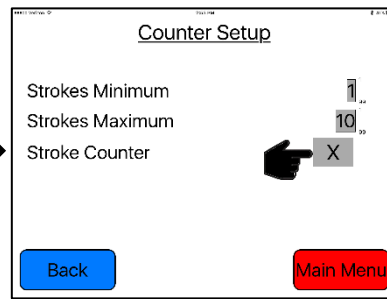 Counter Setup
Strokes Minimum 1
Strokes Maximum 10
Stroke Counter X
Back Main Menu